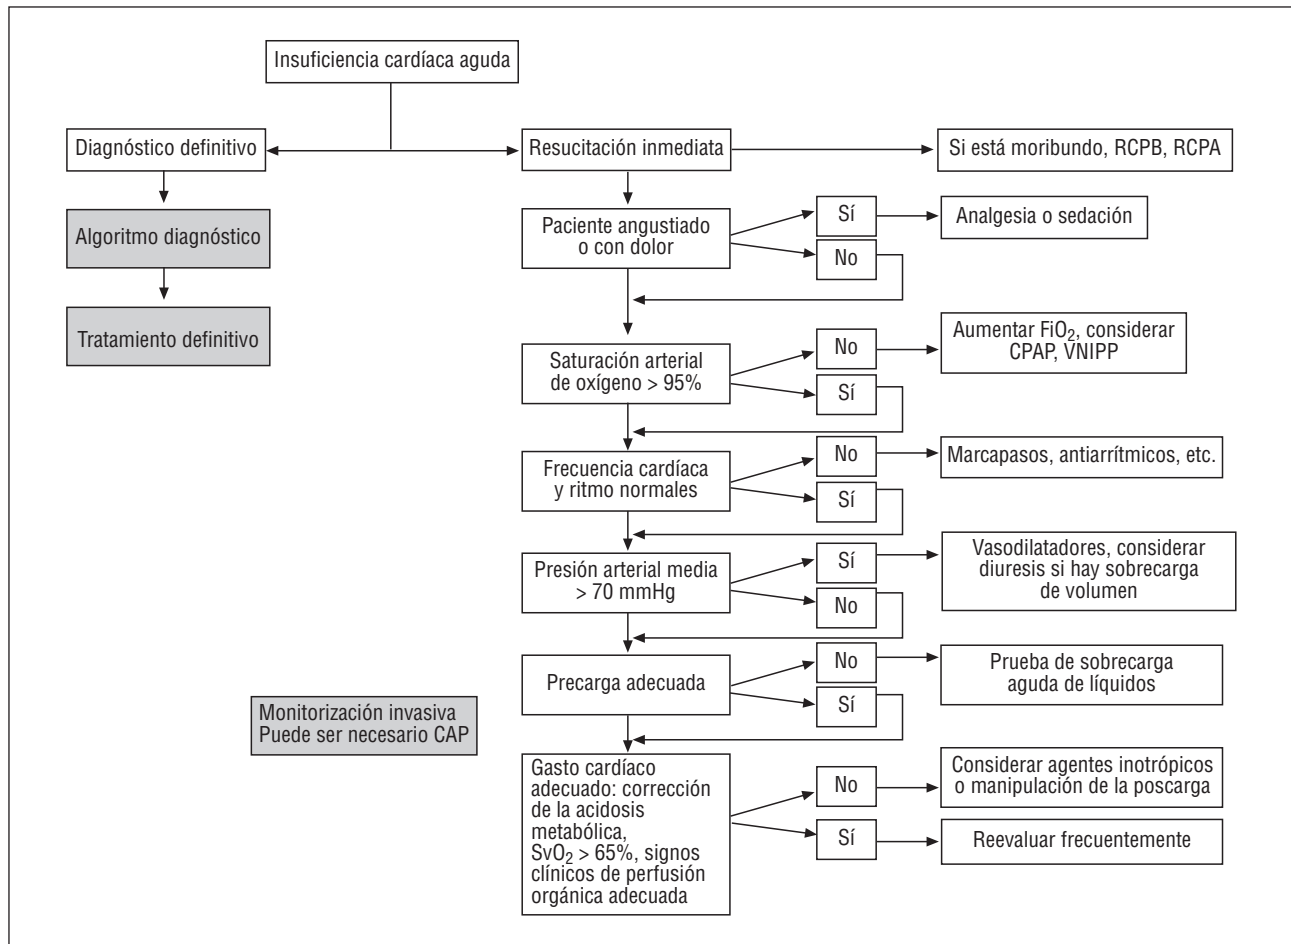 Insuficiencia cardíaca aguda
Diagnóstico definitivo
Resucitación inmediata
Si está moribundo, RCPB, RCPA
Algoritmo diagnóstico
Tratamiento definitivo
Paciente angustiado
o con dolor
Sí
No
Analgesia o sedación
Saturación arterial
de oxígeno > 95%
No
Sí
Aumentar FiO₂, considerar
CPAP, VNIPP
Frecuencia cardíaca
y ritmo normales
No
Sí
Marcapasos, antiarrítmicos, etc.
Presión arterial media
> 70 mmHg
Sí
No
Vasodilatadores, considerar
diuresis si hay sobrecarga
de volumen
Precarga adecuada
No
Sí
Prueba de sobrecarga
aguda de líquidos
Monitorización invasiva
Puede ser necesario CAP
Gasto cardíaco
adecuado: corrección
de la acidosis
metabólica,
SvO₂ > 65%, signos
clínicos de perfusión
orgánica adecuada
No
Sí
Considerar agentes inotrópicos
o manipulación de la poscarga
Reevaluar frecuentemente